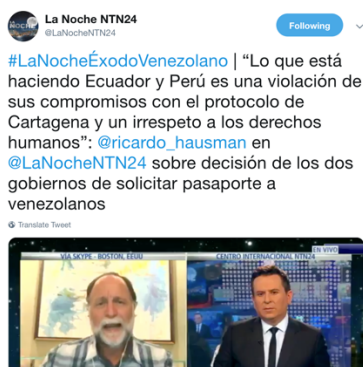 La Noche NTN24
@LaNocheNTN24
Following
#LaNocheÉxodoVenezolano | “Lo que está
haciendo Ecuador y Perú es una violación de
sus compromisos con el protocolo de
Cartagena y un irrespeto a los derechos
humanos”: @ricardo_hausman en
@LaNocheNTN24 sobre decisión de los dos
gobiernos de solicitar pasaporte a
venezolanos
Translate Tweet
EN VIVO
VÍA SKYPE - BOSTON, EEUU
CENTRO INTERNACIONAL NTN24